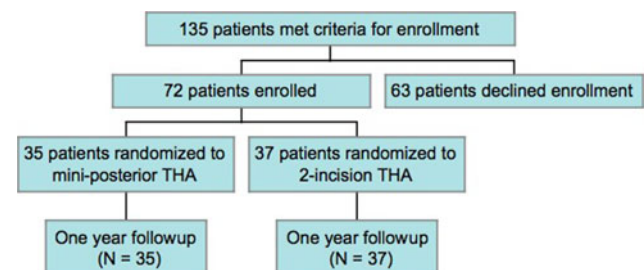 135 patients met criteria for enrollment
72 patients enrolled
63 patients declined enrollment
35 patients randomized to
mini-posterior THA
37 patients randomized to
2-incision THA
One year followup
(N = 35)
One year followup
(N = 37)